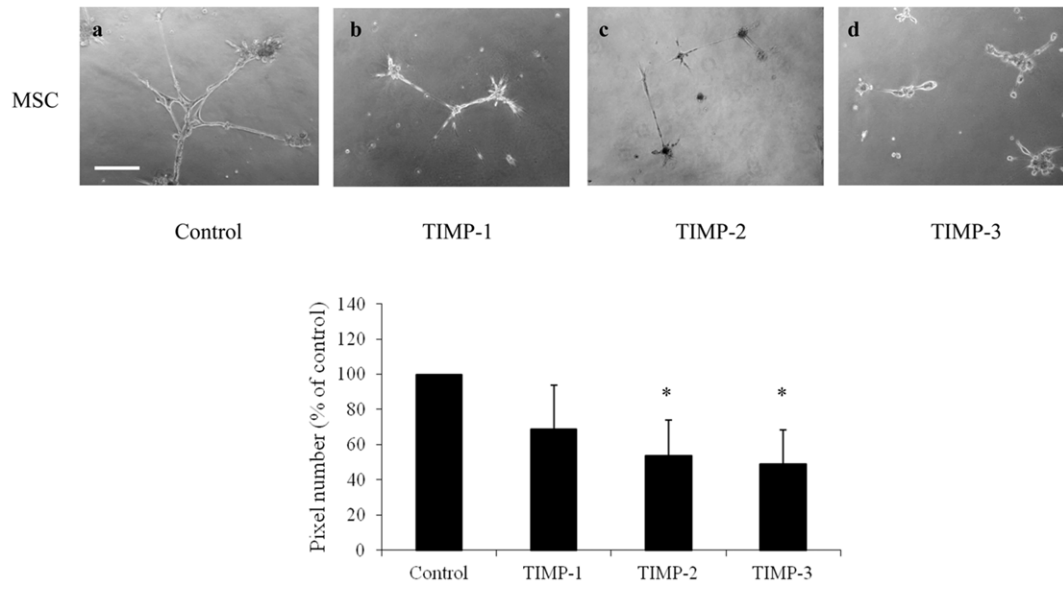 a b c d
MSC
Control TIMP-1 TIMP-2 TIMP-3
Pixel number (% of control)
140
120
100
80
60
40
20
0
* *
Control TIMP-1 TIMP-2 TIMP-3